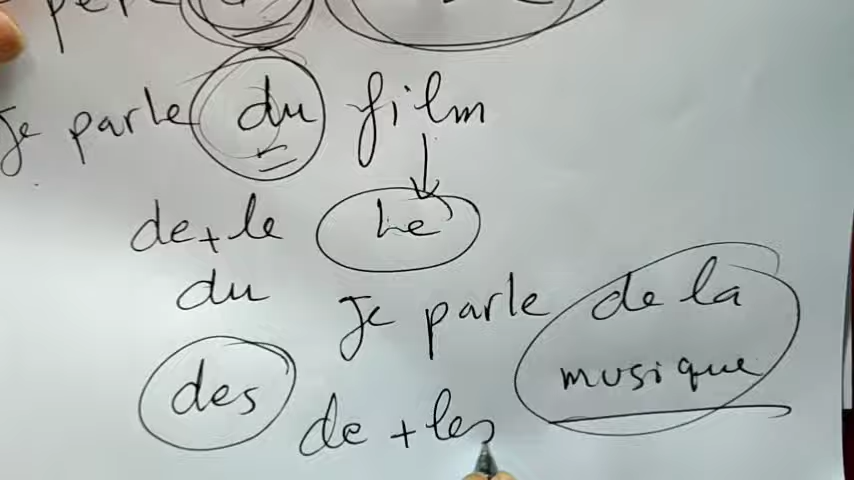 Je parle du film
de+le Le
du
Je parle de la
musique
des
de + les